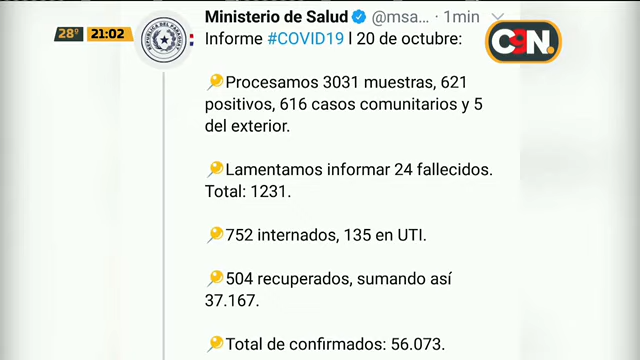 28° 21:02
Ministerio de Salud @msa... · 1min
Informe #COVID19 l 20 de octubre:
C9N.
Procesamos 3031 muestras, 621
positivos, 616 casos comunitarios y 5
del exterior.
Lamentamos informar 24 fallecidos.
Total: 1231.
752 internados, 135 en UTI.
504 recuperados, sumando así
37.167.
Total de confirmados: 56.073.